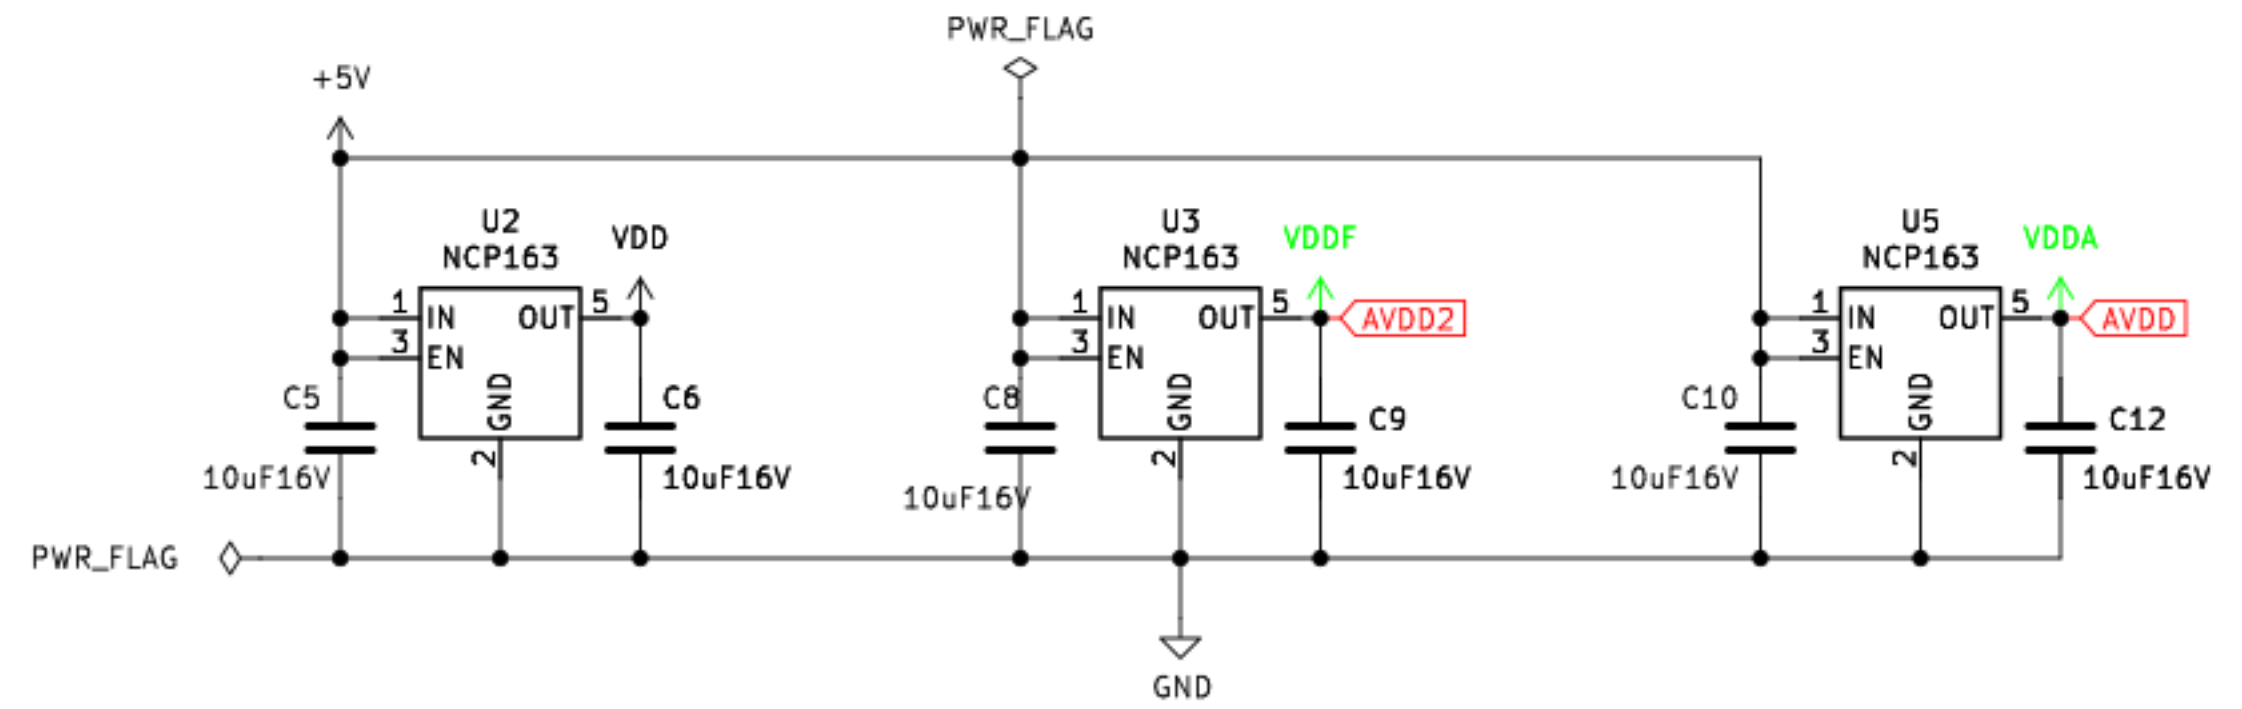 PWR_FLAG
+5V
U2
NCP163
VDD
U3
NCP163
VDDF
U5
NCP163
VDDA
1
IN
OUT
5
3
EN
GND
2
1
IN
OUT
5
AVDD2
3
EN
GND
2
1
IN
OUT
5
AVDD
3
EN
GND
2
C5
10uF16V
C6
10uF16V
C8
10uF16V
C9
10uF16V
C10
10uF16V
C12
10uF16V
PWR_FLAG
GND